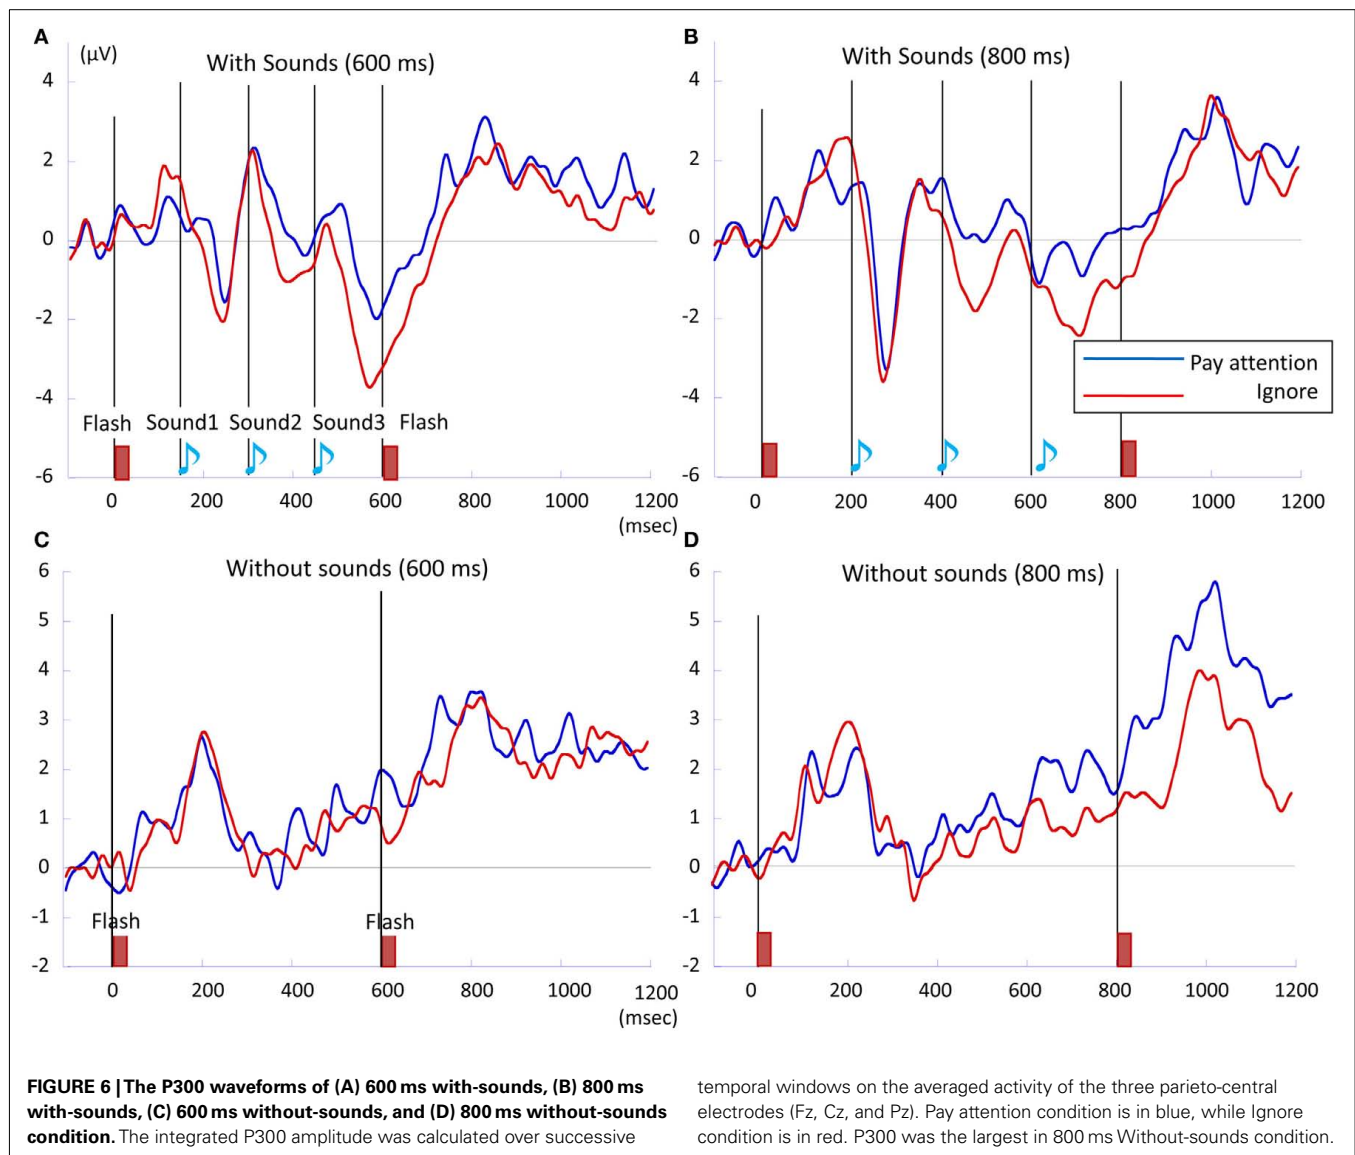 A
(µV)
With Sounds (600 ms)
4
2
0
-2
-4
-6
Flash
Sound1
Sound2
Sound3
Flash
0
200
400
600
800
1000
1200
(msec)
B
With Sounds (800 ms)
4
2
0
-2
-4
-6
Pay attention
Ignore
0
200
400
600
800
1000
1200
C
Without sounds (600 ms)
6
5
4
3
2
1
0
-1
-2
Flash
Flash
0
200
400
600
800
1000
1200
(msec)
D
Without sounds (800 ms)
6
5
4
3
2
1
0
-1
-2
0
200
400
600
800
1000
1200
FIGURE 6 | The P300 waveforms of (A) 600 ms with-sounds, (B) 800 ms
with-sounds, (C) 600 ms without-sounds, and (D) 800 ms without-sounds
condition. The integrated P300 amplitude was calculated over successive
temporal windows on the averaged activity of the three parieto-central
electrodes (Fz, Cz, and Pz). Pay attention condition is in blue, while Ignore
condition is in red. P300 was the largest in 800 ms Without-sounds condition.